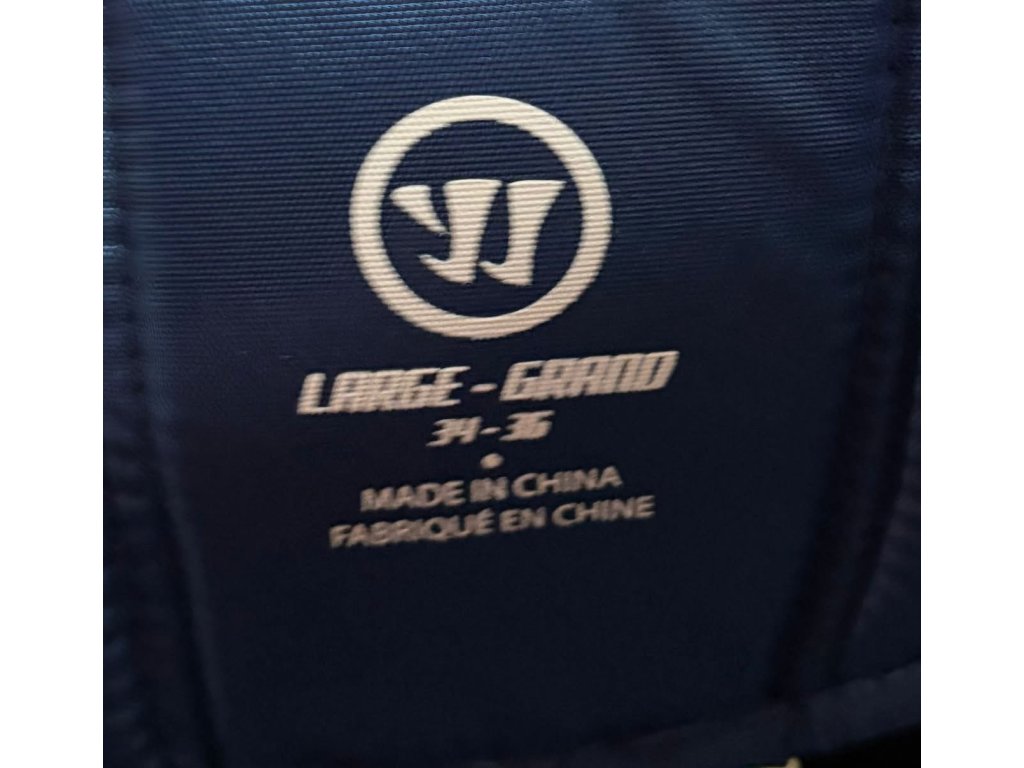 LARGE - GRAND
34 - 36
•
MADE IN CHINA
FABRIQUÉ EN CHINE